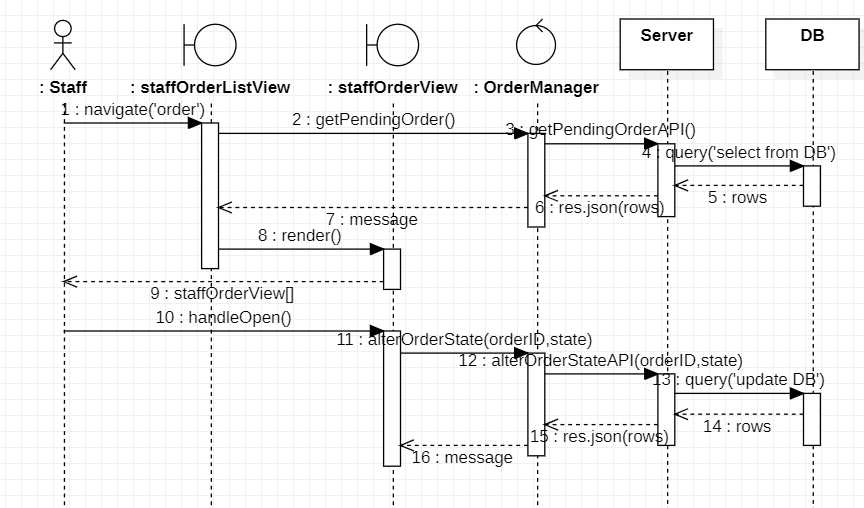 Server
DB
: Staff
: staffOrderListView
: staffOrderView
: OrderManager
1 : navigate('order')
2 : getPendingOrder()
3 : getPendingOrderAPI()
4 : query('select from DB')
5 : rows
6 : res.json(rows)
7 : message
8 : render()
9 : staffOrderView[]
10 : handleOpen()
11 : alterOrderState(orderID,state)
12 : alterOrderStateAPI(orderID,state)
13 : query('update DB')
14 : rows
15 : res.json(rows)
16 : message